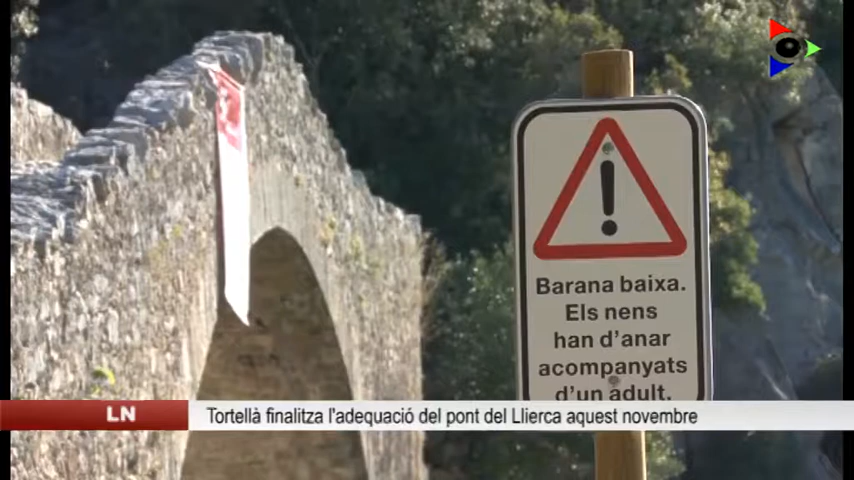 !
Barana baixa.
Els nens
han d'anar
acompanyats
d'un adult.
LN
Tortellà finalitza l'adequació del pont del Llierca aquest novembre